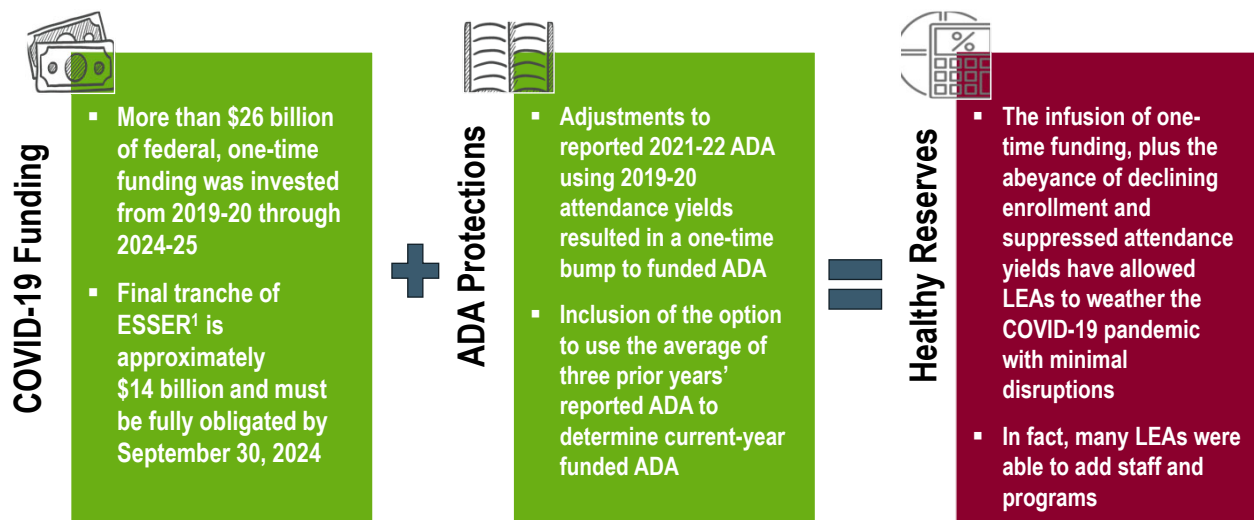 COVID-19 Funding
▪ More than $26 billion
of federal, one-time
funding was invested
from 2019-20 through
2024-25
▪ Final tranche of
ESSER¹ is
approximately
$14 billion and must
be fully obligated by
September 30, 2024
+
ADA Protections
▪ Adjustments to
reported 2021-22 ADA
using 2019-20
attendance yields
resulted in a one-time
bump to funded ADA
▪ Inclusion of the option
to use the average of
three prior years’
reported ADA to
determine current-year
funded ADA
=
Healthy Reserves
%
▪ The infusion of one-
time funding, plus the
abeyance of declining
enrollment and
suppressed attendance
yields have allowed
LEAs to weather the
COVID-19 pandemic
with minimal
disruptions
▪ In fact, many LEAs were
able to add staff and
programs